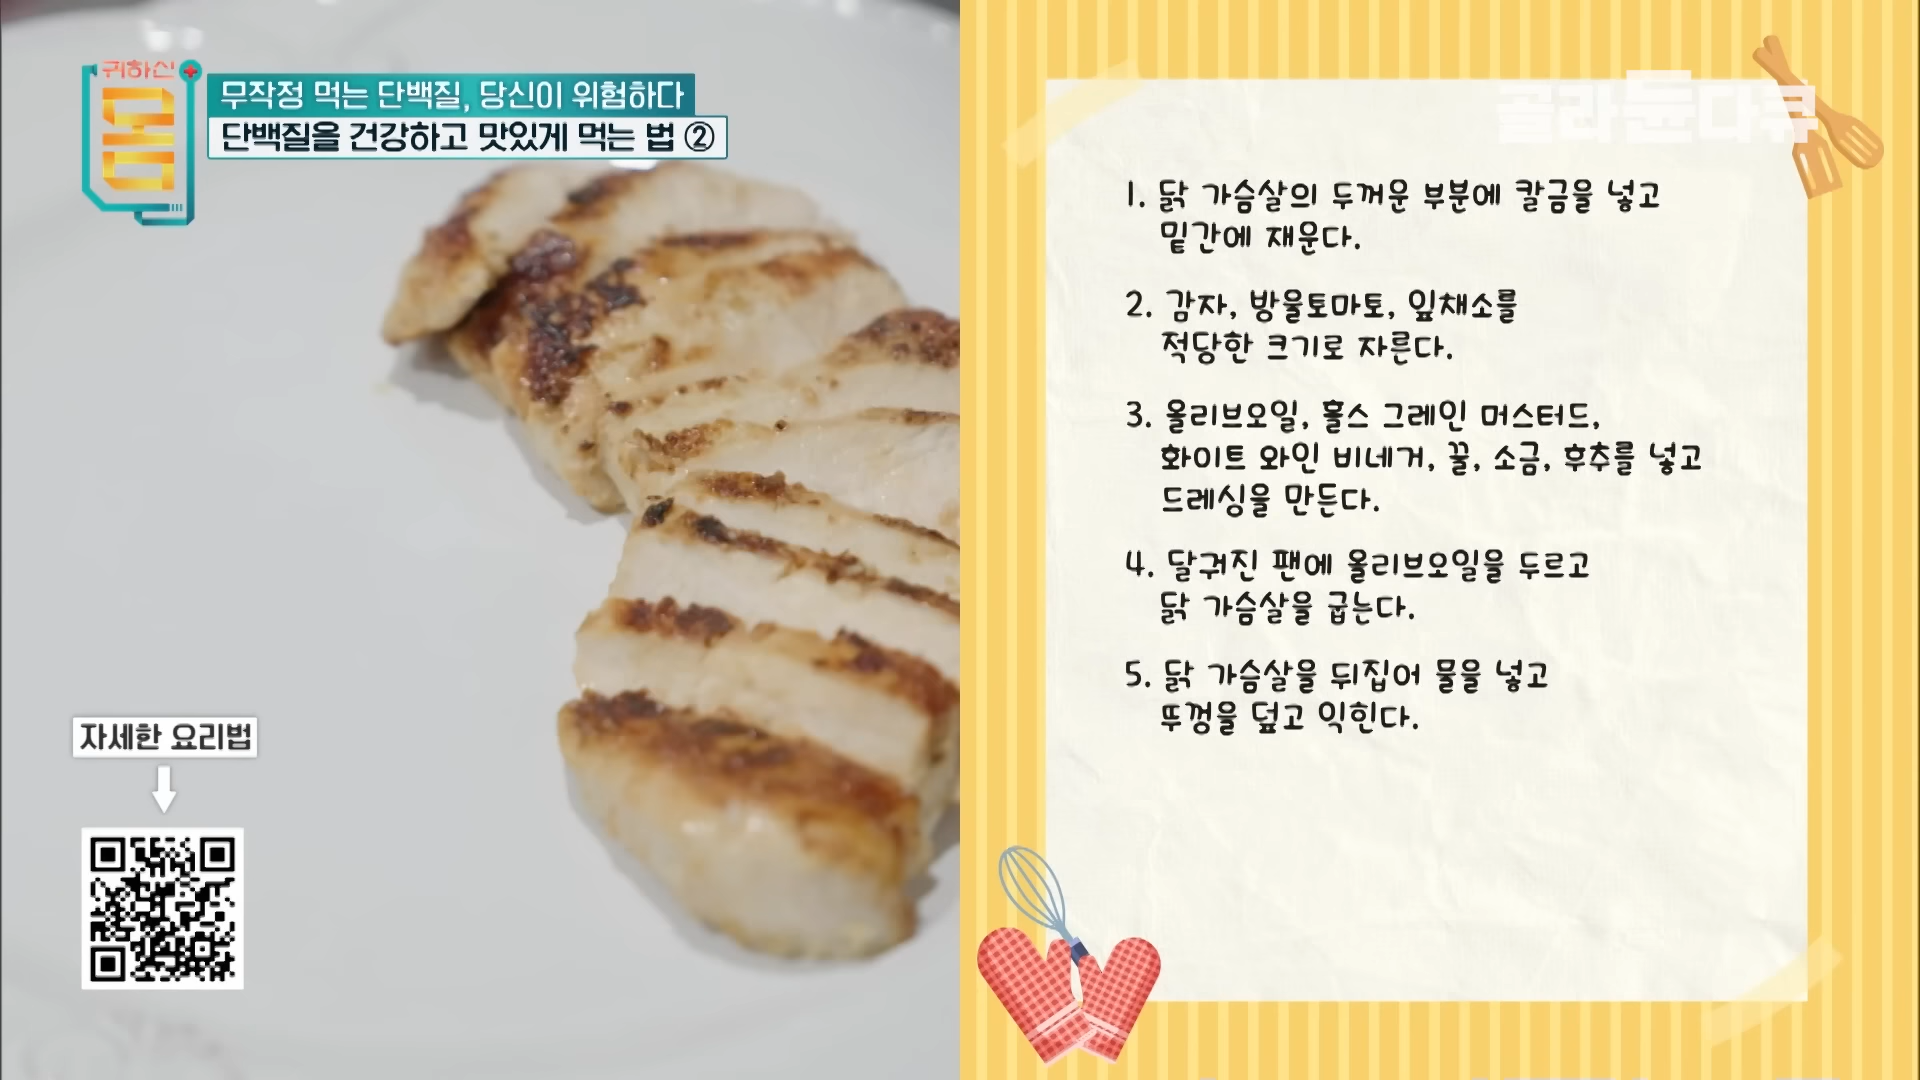 귀하신
몸
무작정 먹는 단백질, 당신이 위험하다
단백질을 건강하고 맛있게 먹는 법 ②
골라듄다큐
1. 닭 가슴살의 두꺼운 부분에 칼금을 넣고
밑간에 재운다.
2. 감자, 방울토마토, 잎채소를
적당한 크기로 자른다.
3. 올리브오일, 홀스 그레인 머스터드,
화이트 와인 비네거, 꿀, 소금, 후추를 넣고
드레싱을 만든다.
4. 달궈진 팬에 올리브오일을 두르고
닭 가슴살을 굽는다.
5. 닭 가슴살을 뒤집어 물을 넣고
뚜껑을 덮고 익힌다.
자세한 요리법